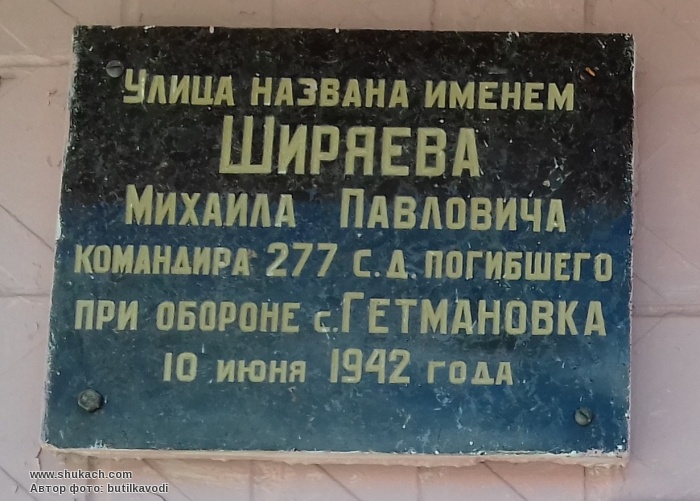 Улица названа именем
Ширяева
Михаила Павловича
командира 277 с.д. погибшего
при обороне с. Гетмановка
10 июня 1942 года
www.shukach.com
Автор фото: butilkavodi